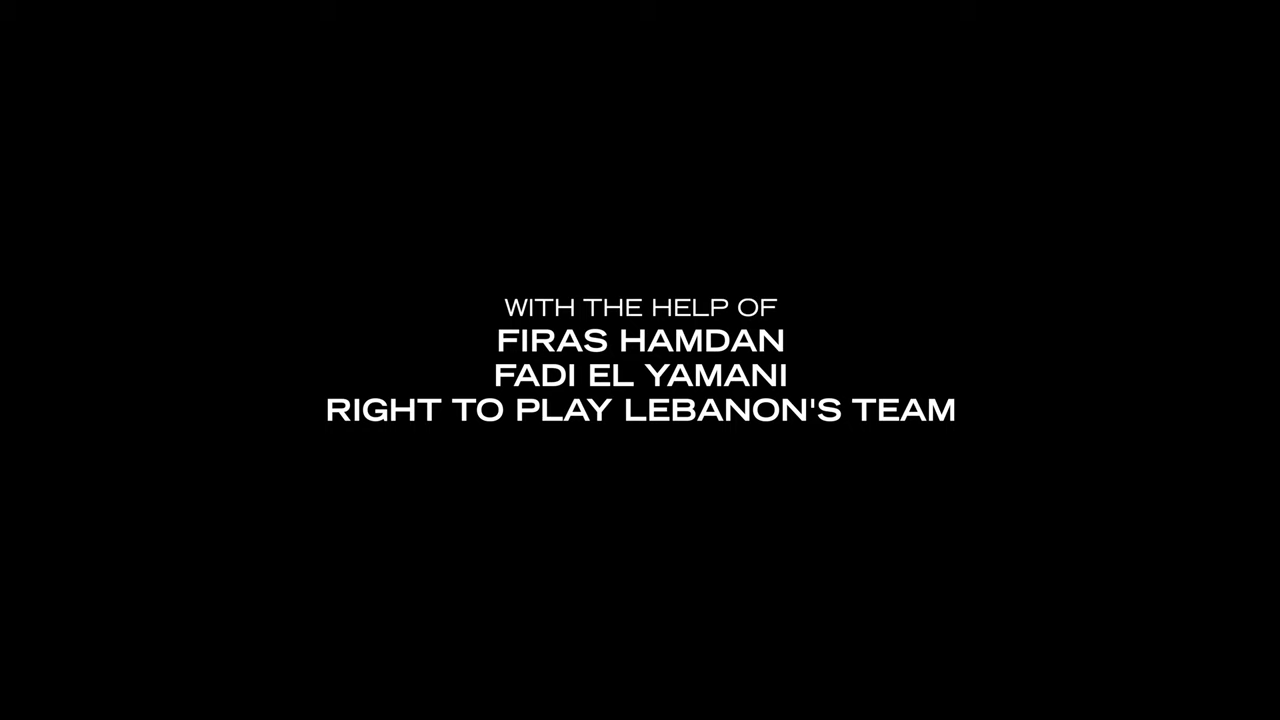 WITH THE HELP OF
FIRAS HAMDAN
FADI EL YAMANI
RIGHT TO PLAY LEBANON'S TEAM